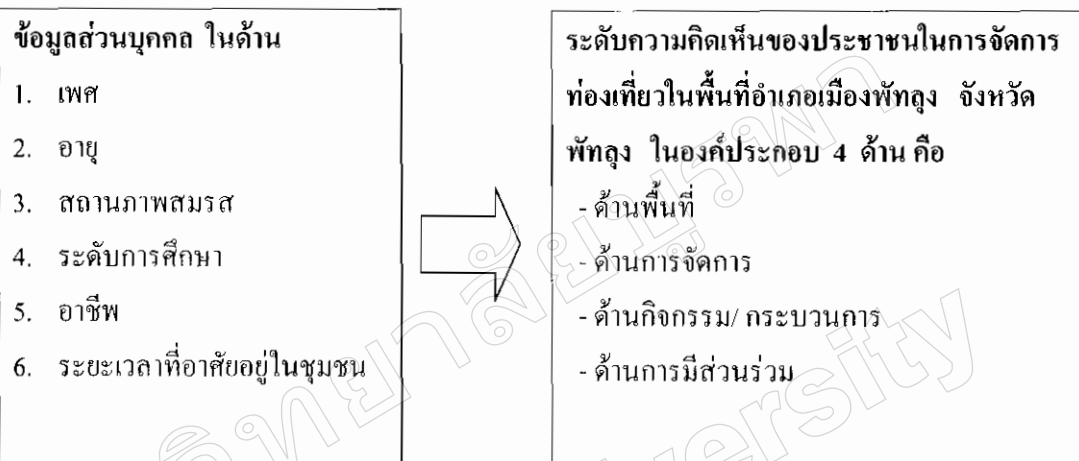 ข้อมูลส่วนบุคคล ในด้าน
1. เพศ
2. อายุ
3. สถานภาพสมรส
4. ระดับการศึกษา
5. อาชีพ
6. ระยะเวลาที่อาศัยอยู่ในชุมชน
ระดับความคิดเห็นของประชาชนในการจัดการ
ท่องเที่ยวในพื้นที่อำเภอเมืองพัทลุง จังหวัด
พัทลุง ในองค์ประกอบ 4 ด้าน คือ
- ด้านพื้นที่
- ด้านการจัดการ
- ด้านกิจกรรม/ กระบวนการ
- ด้านการมีส่วนร่วม